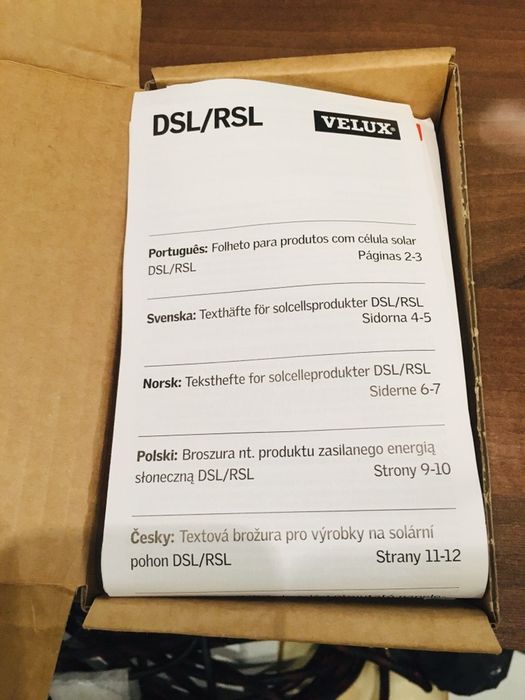 DSL/RSL
VELUX
Português: Folheto para produtos com célula solar
DSL/RSL Páginas 2-3
Svenska: Texthäfte för solcellsprodukter DSL/RSL
Sidorna 4-5
Norsk: Teksthefte for solcelleprodukter DSL/RSL
Siderne 6-7
Polski: Broszura nt. produktu zasilanego energią
słoneczną DSL/RSL Strony 9-10
Česky: Textová brožura pro výrobky na solární
pohon DSL/RSL Strany 11-12